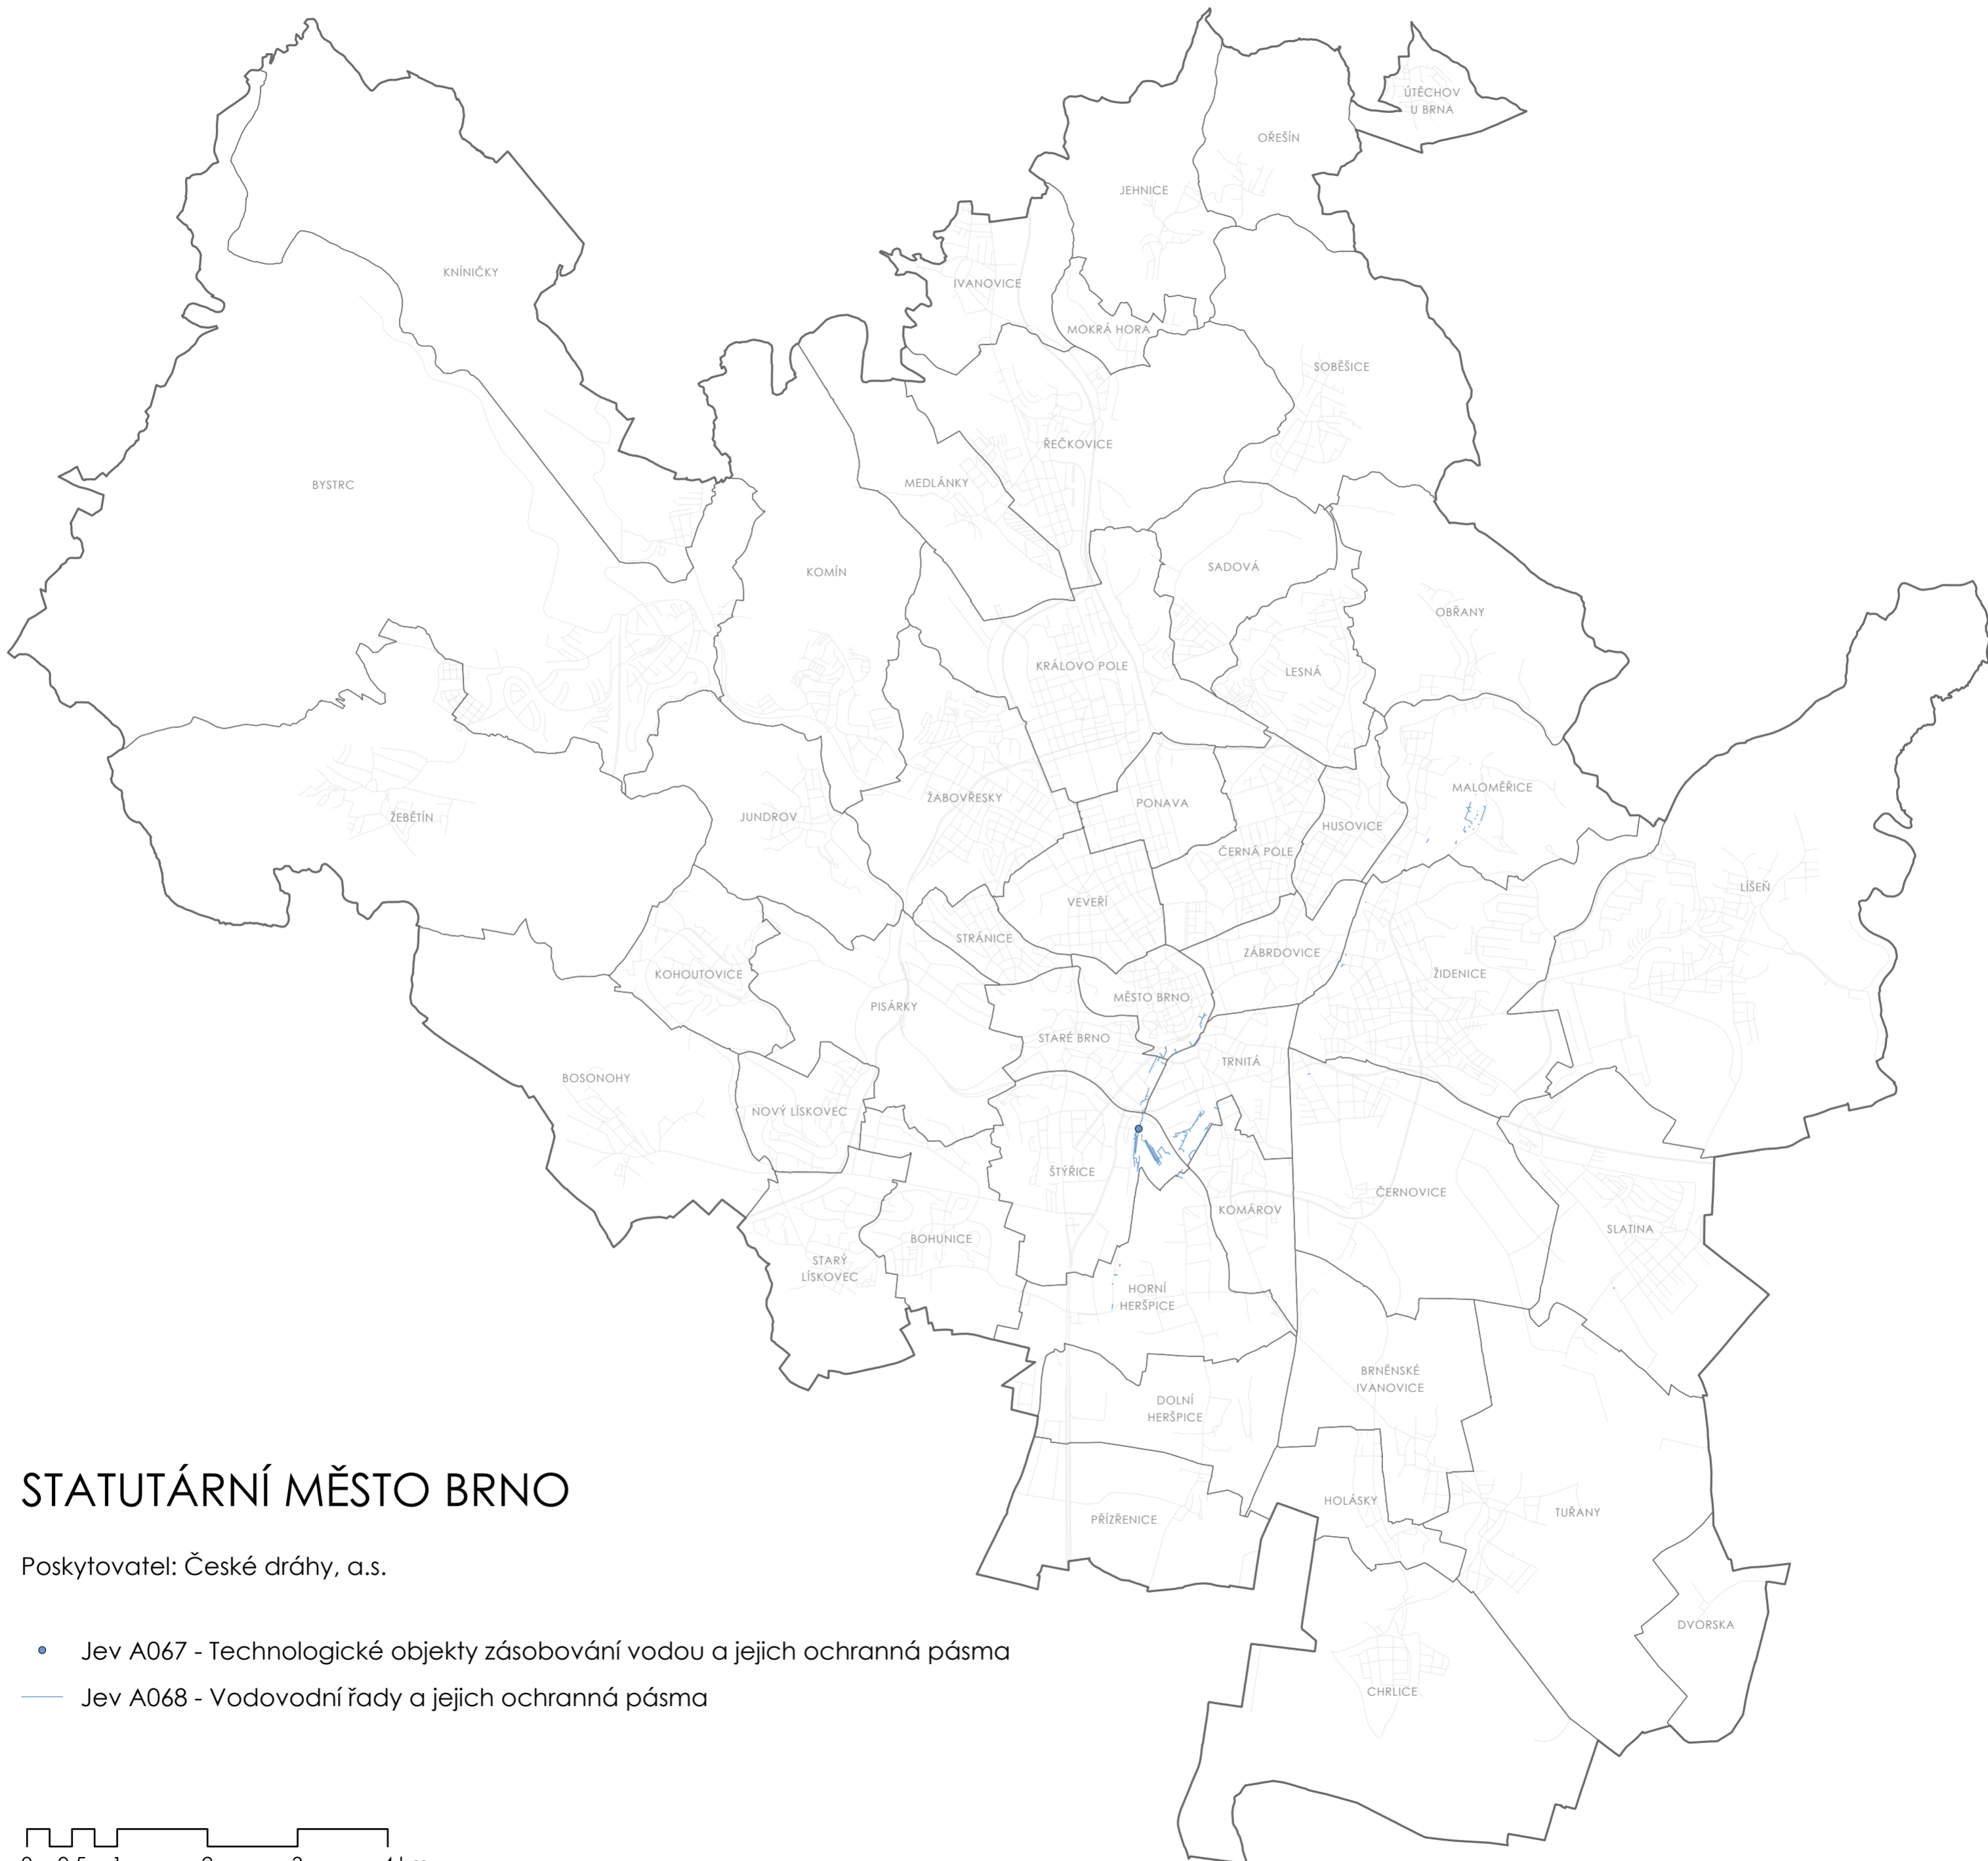 ÚTĚCHOV
U BRNA
OŘEŠÍN
JEHNICE
KNÍNIČKY
IVANOVICE
MOKRÁ HORA
SOBĚŠICE
ŘEČKOVICE
MEDLÁNKY
BYSTRC
SADOVÁ
KOMÍN
OBŘANY
KRÁLOVO POLE
LESNÁ
MALOMĚŘICE
ŽABOVŘESKY
PONAVA
ŽEBĚTÍN
JUNDROV
HUSOVICE
ČERNÁ POLE
LÍŠEŇ
VEVEŘÍ
STRÁNICE
ZÁBRDOVICE
KOHOUTOVICE
ŽIDENICE
MĚSTO BRNO
PISÁRKY
STARÉ BRNO
TRNITÁ
BOSONOHY
NOVÝ LÍSKOVEC
ŠTÝŘICE
ČERNOVICE
KOMÁROV
SLATINA
BOHUNICE
STARÝ
LÍSKOVEC
HORNÍ
HERŠPICE
BRNĚNSKÉ
IVANOVICE
DOLNÍ
HERŠPICE
HOLÁSKY
TUŘANY
PŘÍZŘENICE
DVORSKA
CHRLICE
STATUTÁRNÍ MĚSTO BRNO
Poskytovatel: České dráhy, a.s.
Jev A067 - Technologické objekty zásobování vodou a jejich ochranná pásma
Jev A068 - Vodovodní řady a jejich ochranná pásma